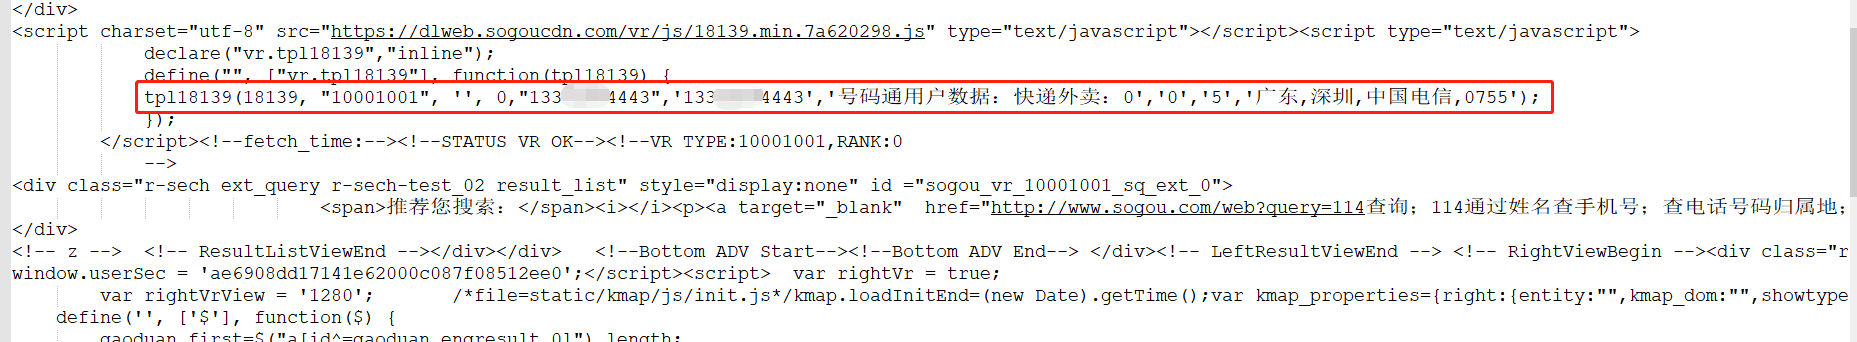 </div>
<script charset="utf-8" src="https://dlweb.sogoucdn.com/vr/js/18139.min.7a620298.js" type="text/javascript"></script><script type="text/javascript">
declare("vr.tpl18139","inline");
define("", ["vr.tpl18139"], function(tpl18139) {
tpl18139(18139, "10001001", '', 0,"133 4443",'133 4443','号码通用户数据：快递外卖：0','0','5','广东,深圳,中国电信,0755');
});
</script><!--fetch_time:--><!--STATUS VR OK--><!--VR TYPE:10001001,RANK:0
-->
<div class="r-sech ext_query r-sech-test_02 result_list" style="display:none" id ="sogou_vr_10001001_sq_ext_0">
<span>推荐您搜索：</span><i></i><p><a target="_blank" href="http://www.sogou.com/web?query=114查询；114通过姓名查手机号；查电话号码归属地；
</div>
<!-- z --> <!-- ResultListViewEnd --></div></div> <!--Bottom ADV Start--><!--Bottom ADV End--> </div><!-- LeftResultViewEnd --> <!-- RightViewBegin --><div class="r
window.userSec = 'ae6908dd17141e62000c087f08512ee0';</script><script> var rightVr = true;
var rightVrView = '1280'; /*file=static/kmap/js/init.js*/kmap.loadInitEnd=(new Date).getTime();var kmap_properties={right:{entity:"",kmap_dom:"",showtype
define('', ['$'], function($) {
gaoduan first=$("a[id^=gaoduan engresult 0]").length;